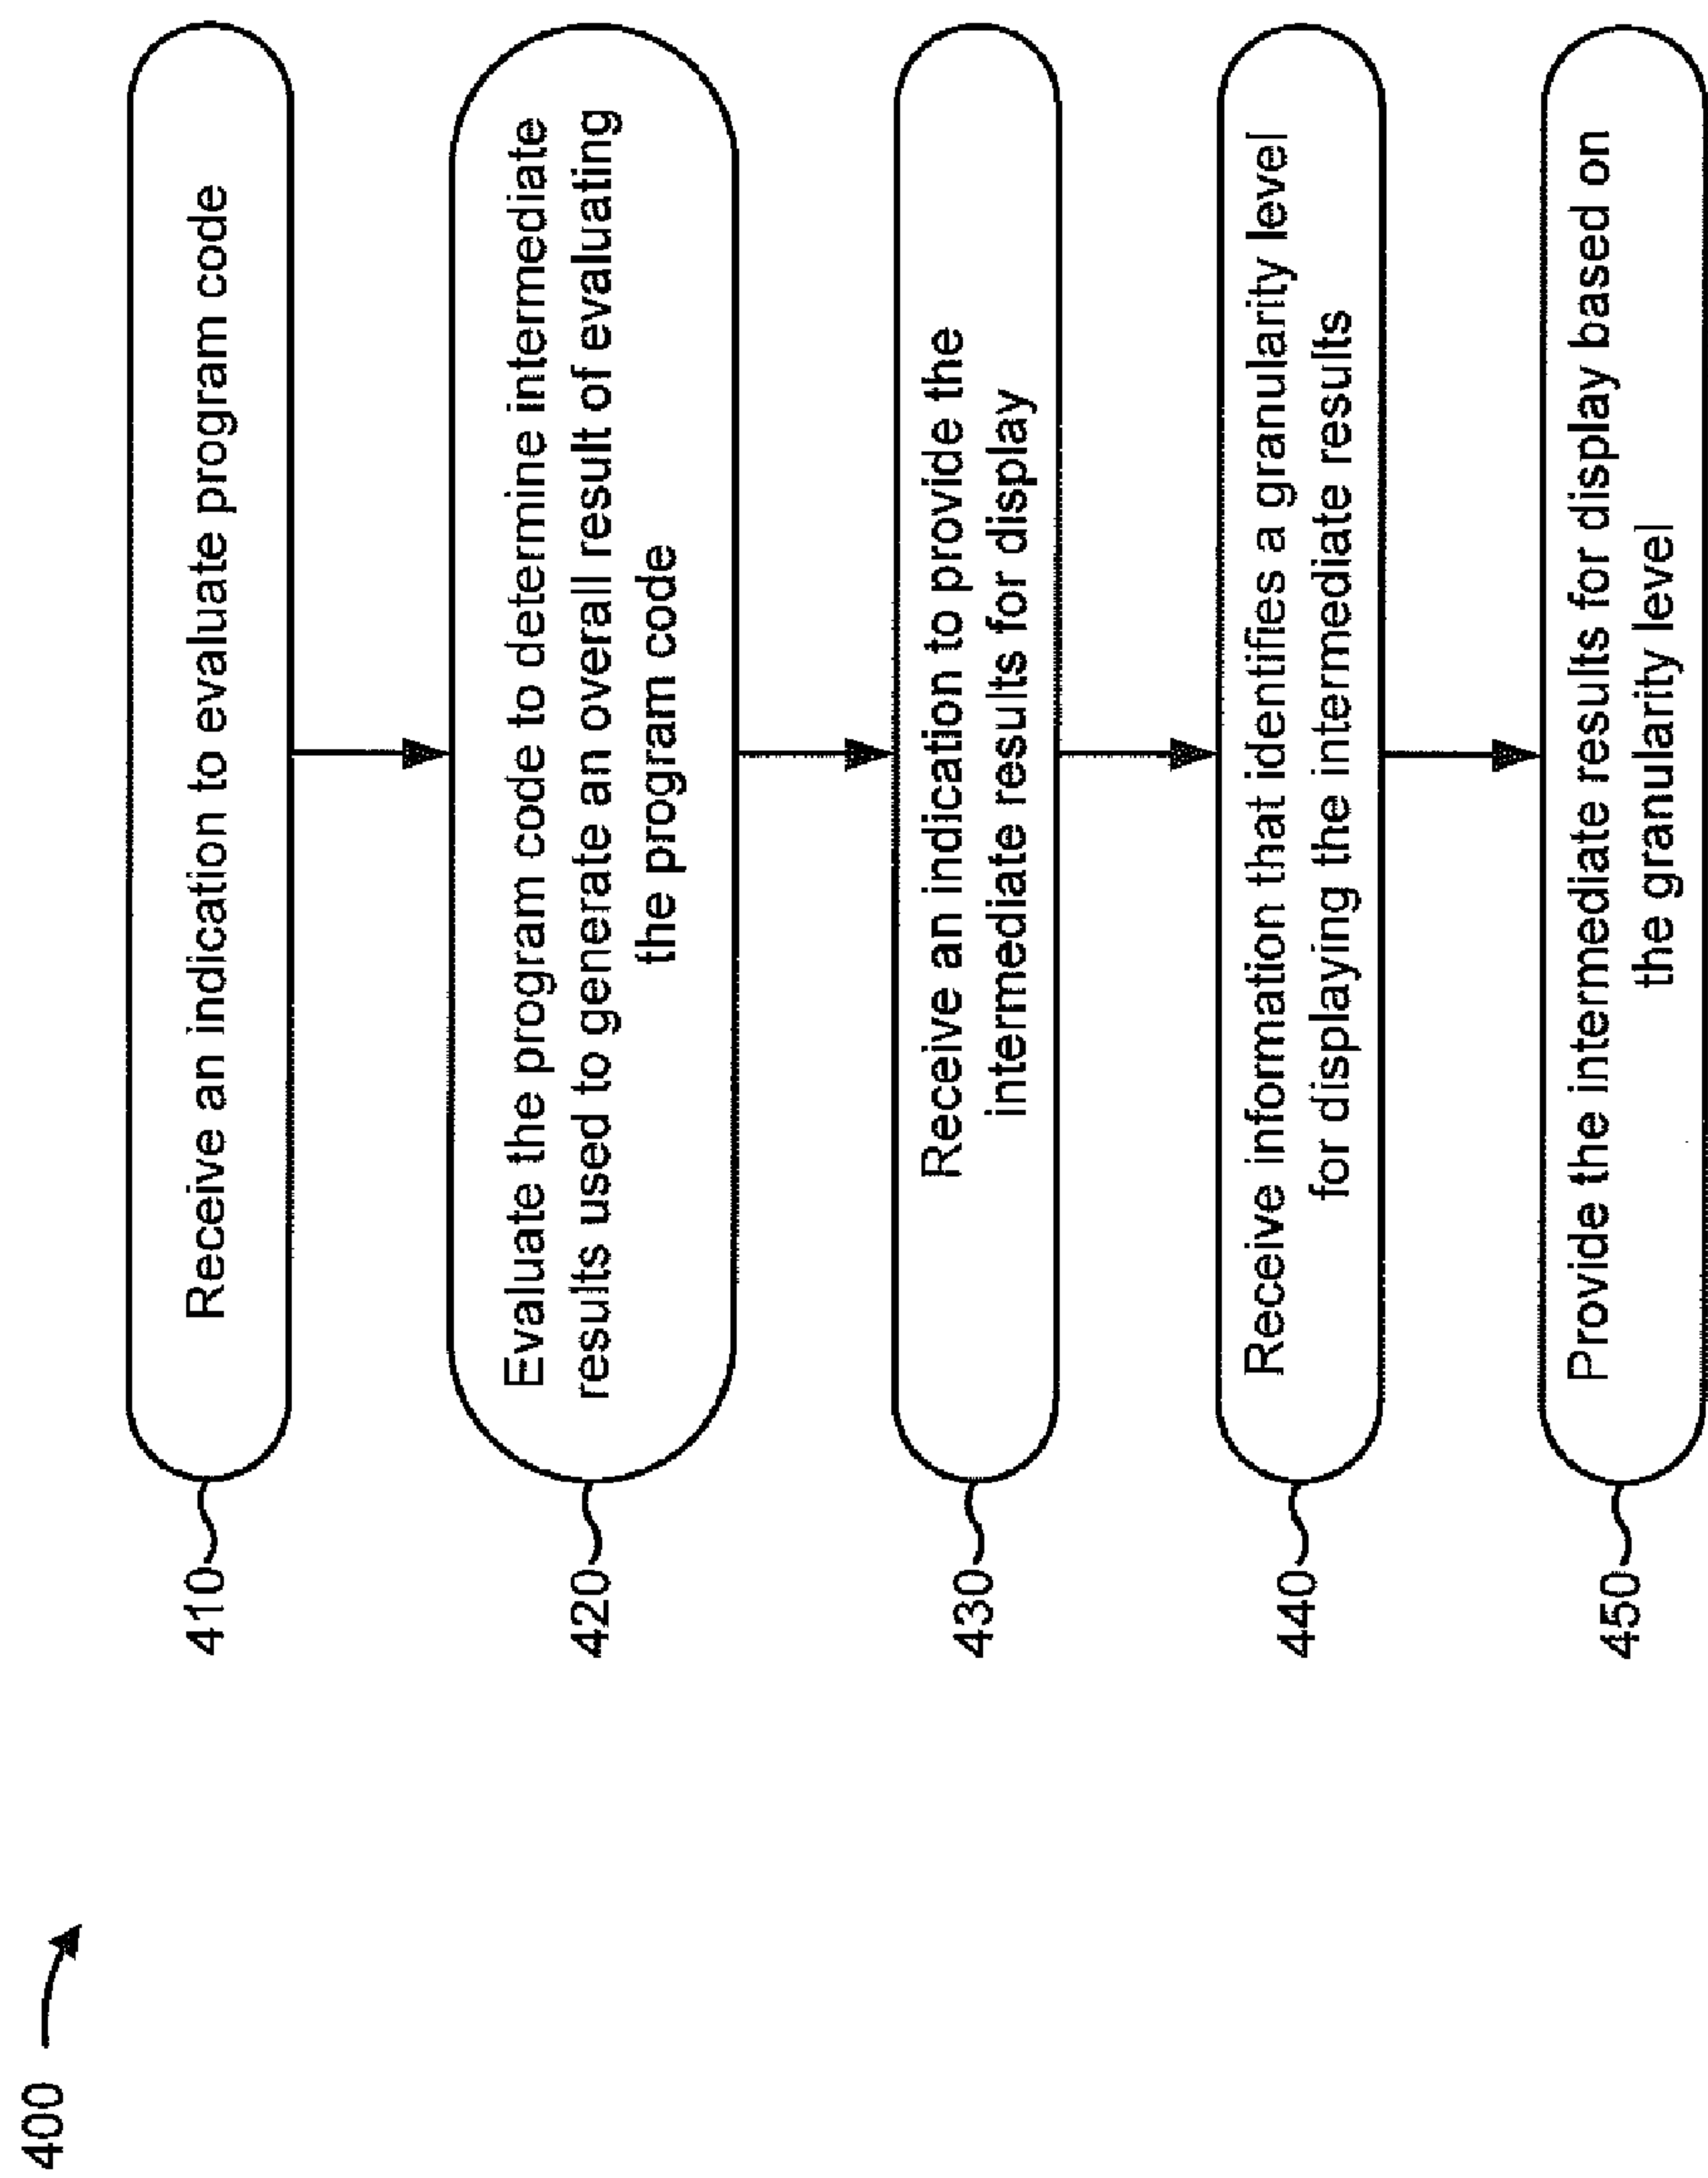 400
410
Receive an indication to evaluate program code
420
Evaluate the program code to determine intermediate
results used to generate an overall result of evaluating
the program code
430
Receive an indication to provide the
intermediate results for display
440
Receive information that identifies a granularity level
for displaying the intermediate results
450
Provide the intermediate results for display based on
the granularity level